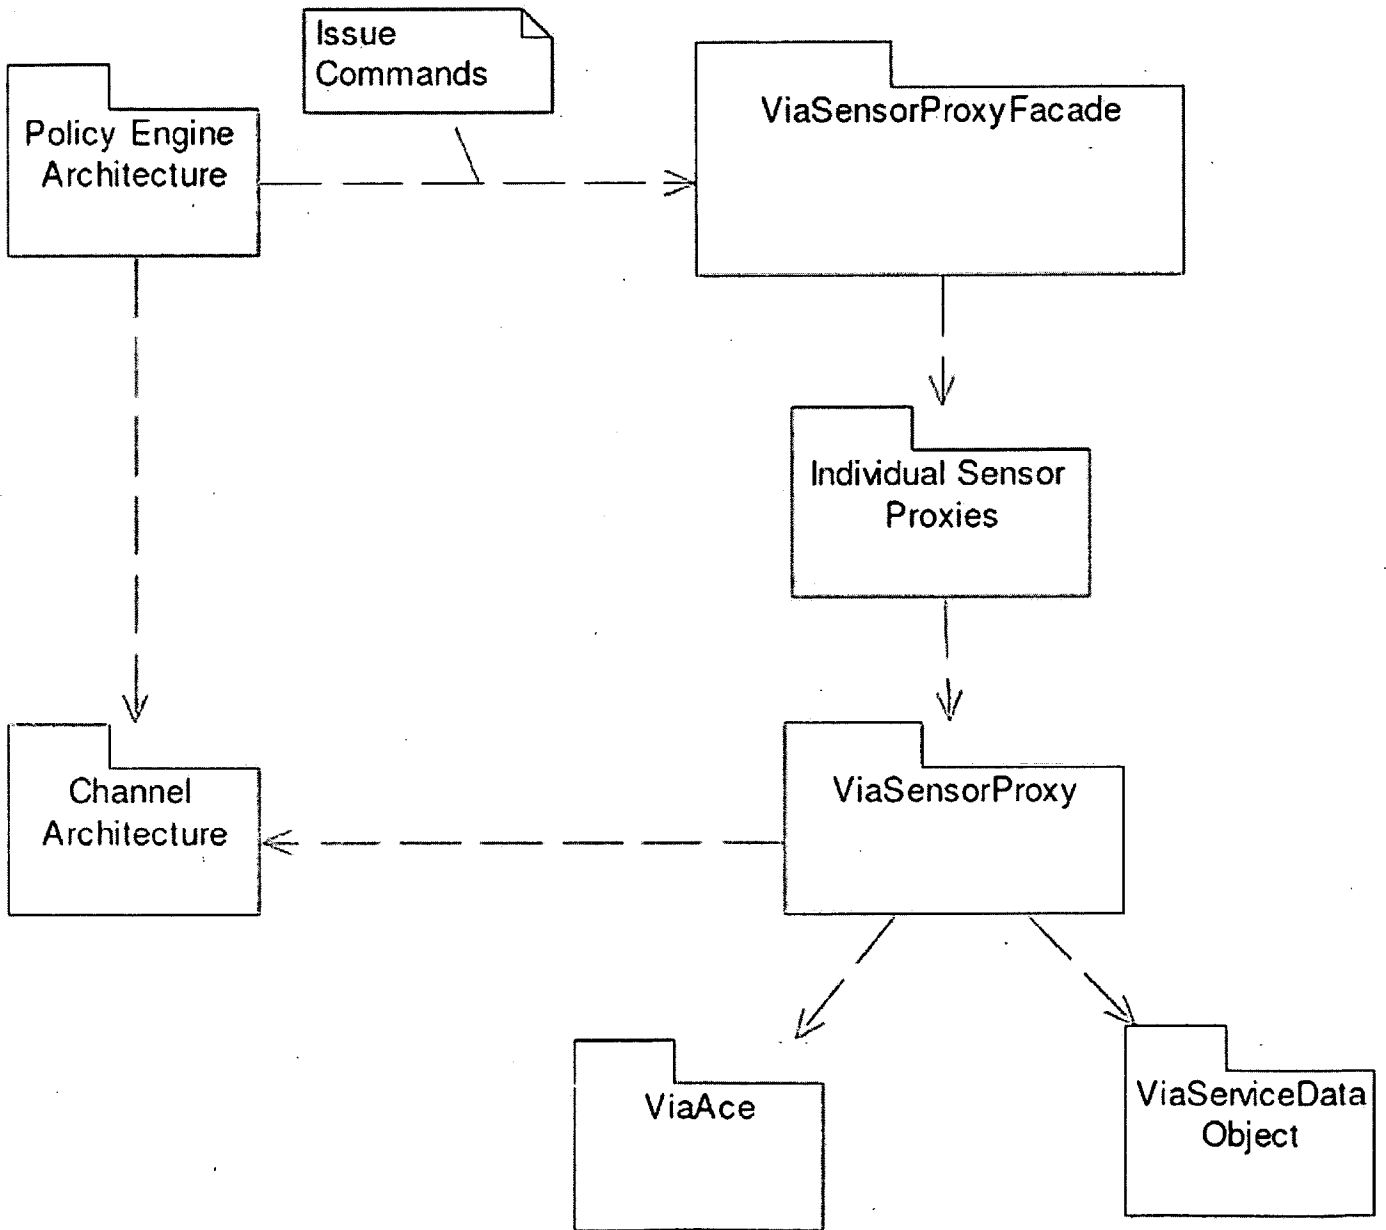 Issue
Commands
Policy Engine
Architecture
ViaSensorProxyFacade
Individual Sensor
Proxies
Channel
Architecture
ViaSensorProxy
ViaAce
ViaServiceData
Object